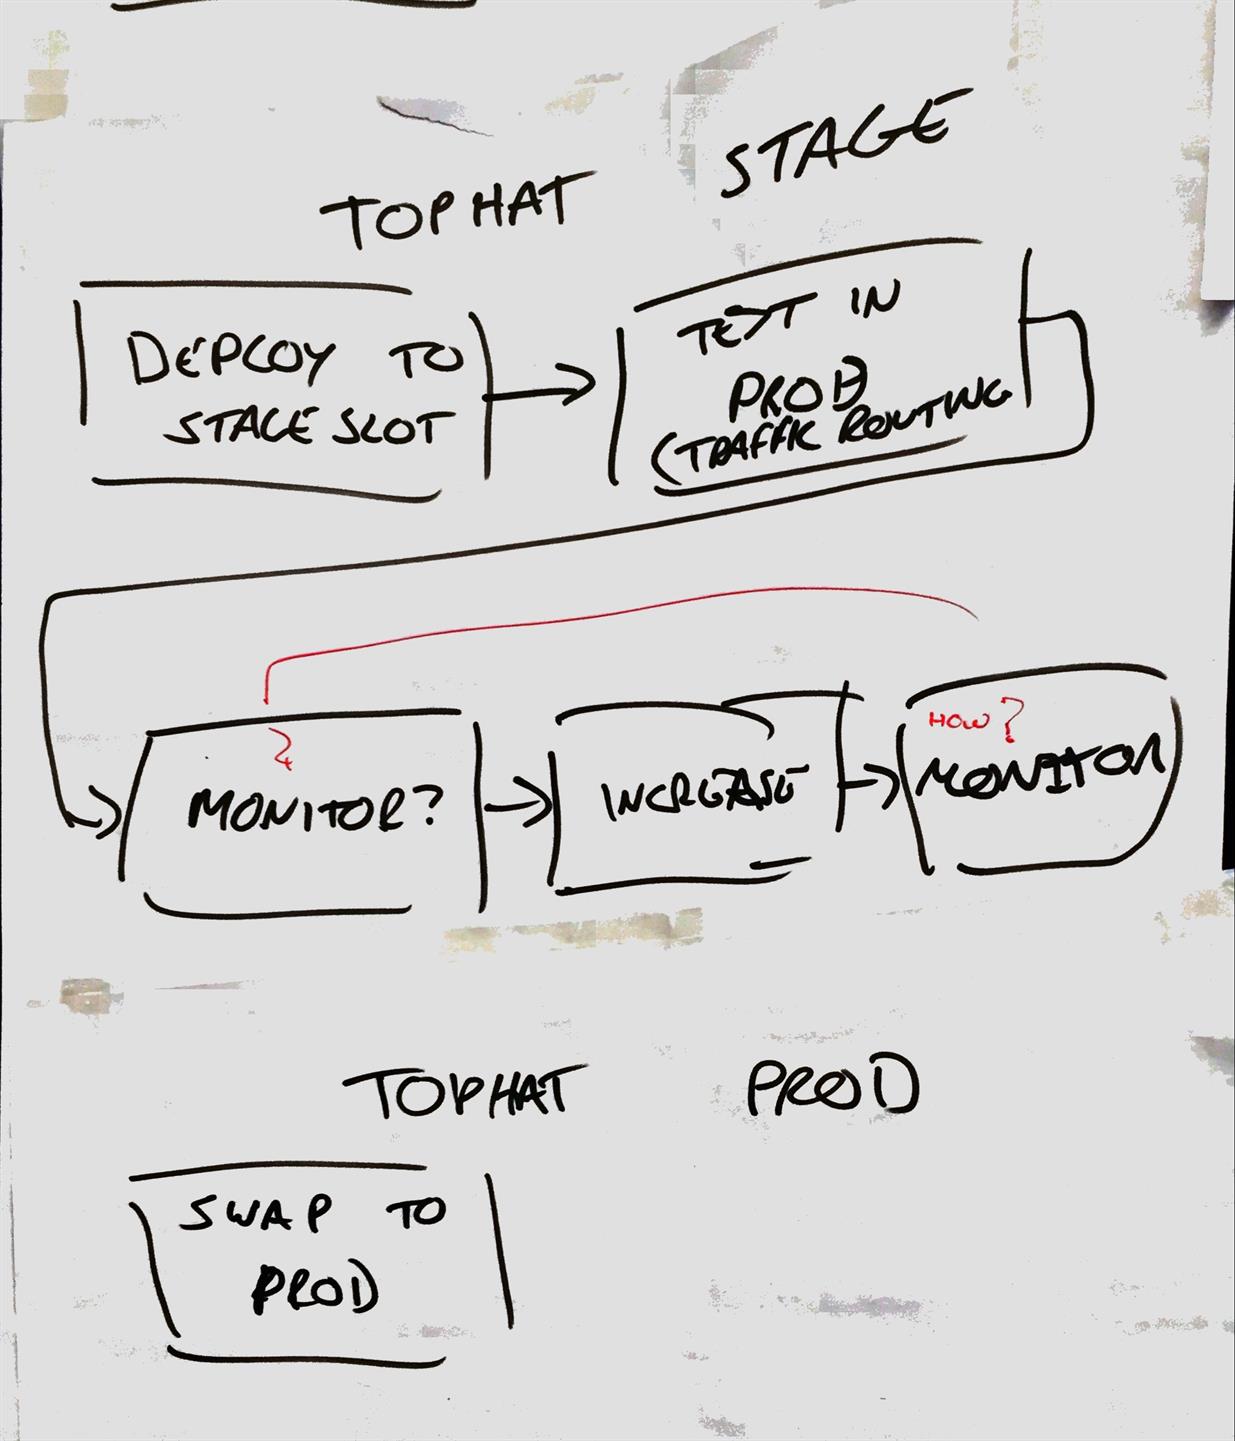 TOPHAT STAGE
DEPLOY TO
STAGE SLOT
TEST IN
PROD
(TRAFFIC ROUTING
MONITOR?
INCREASE
HOW?
MONITOR
TOPHAT PROD
SWAP TO
PROD